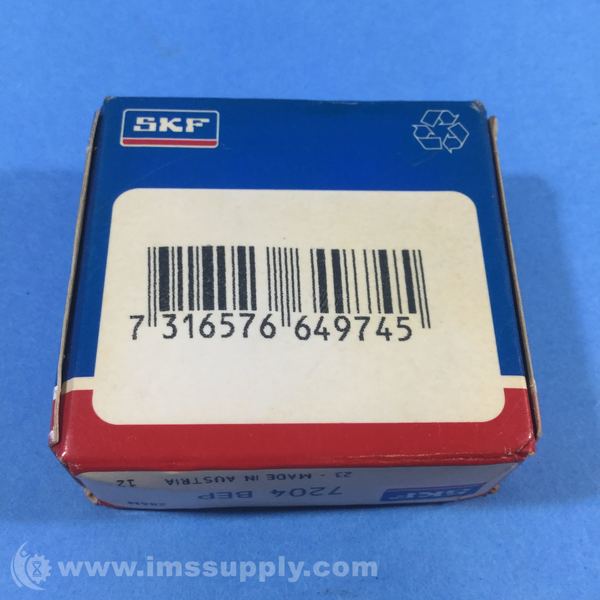 SKF
7 316576 649745
SKF
7204 BEP
23 - MADE IN AUSTRIA
12
www.imssupply.com